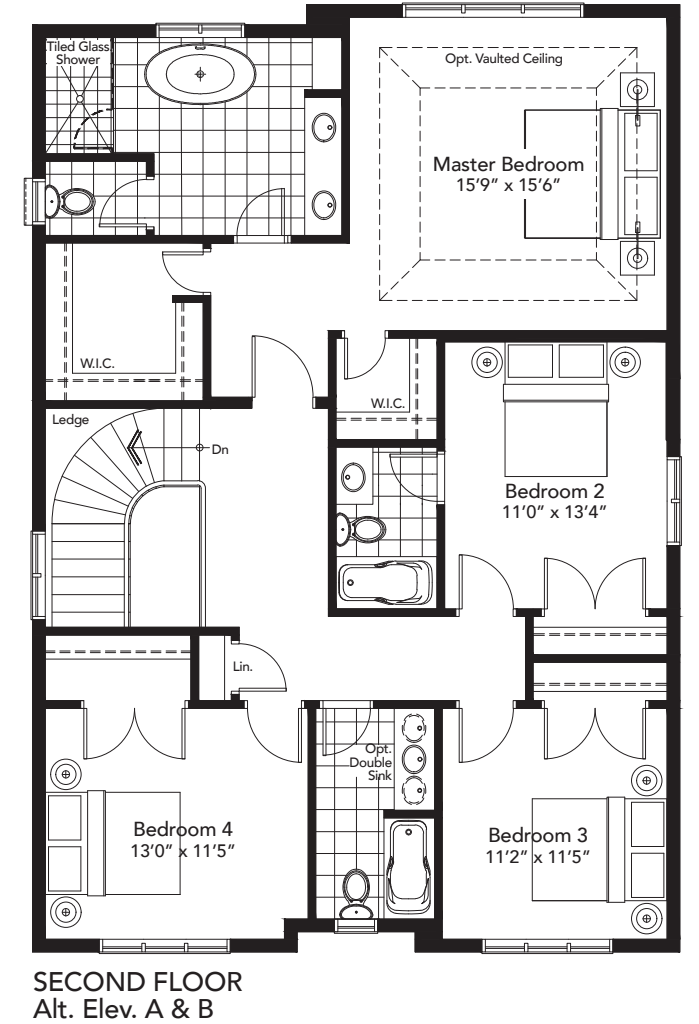 Tiled Glass
Shower
Opt. Vaulted Ceiling
Master Bedroom
15'9" x 15'6"
W.I.C.
W.I.C.
Ledge
Dn
Bedroom 2
11'0" x 13'4"
Lin.
Opt.
Double
Sink
Bedroom 4
13'0" x 11'5"
Bedroom 3
11'2" x 11'5"
SECOND FLOOR
Alt. Elev. A & B